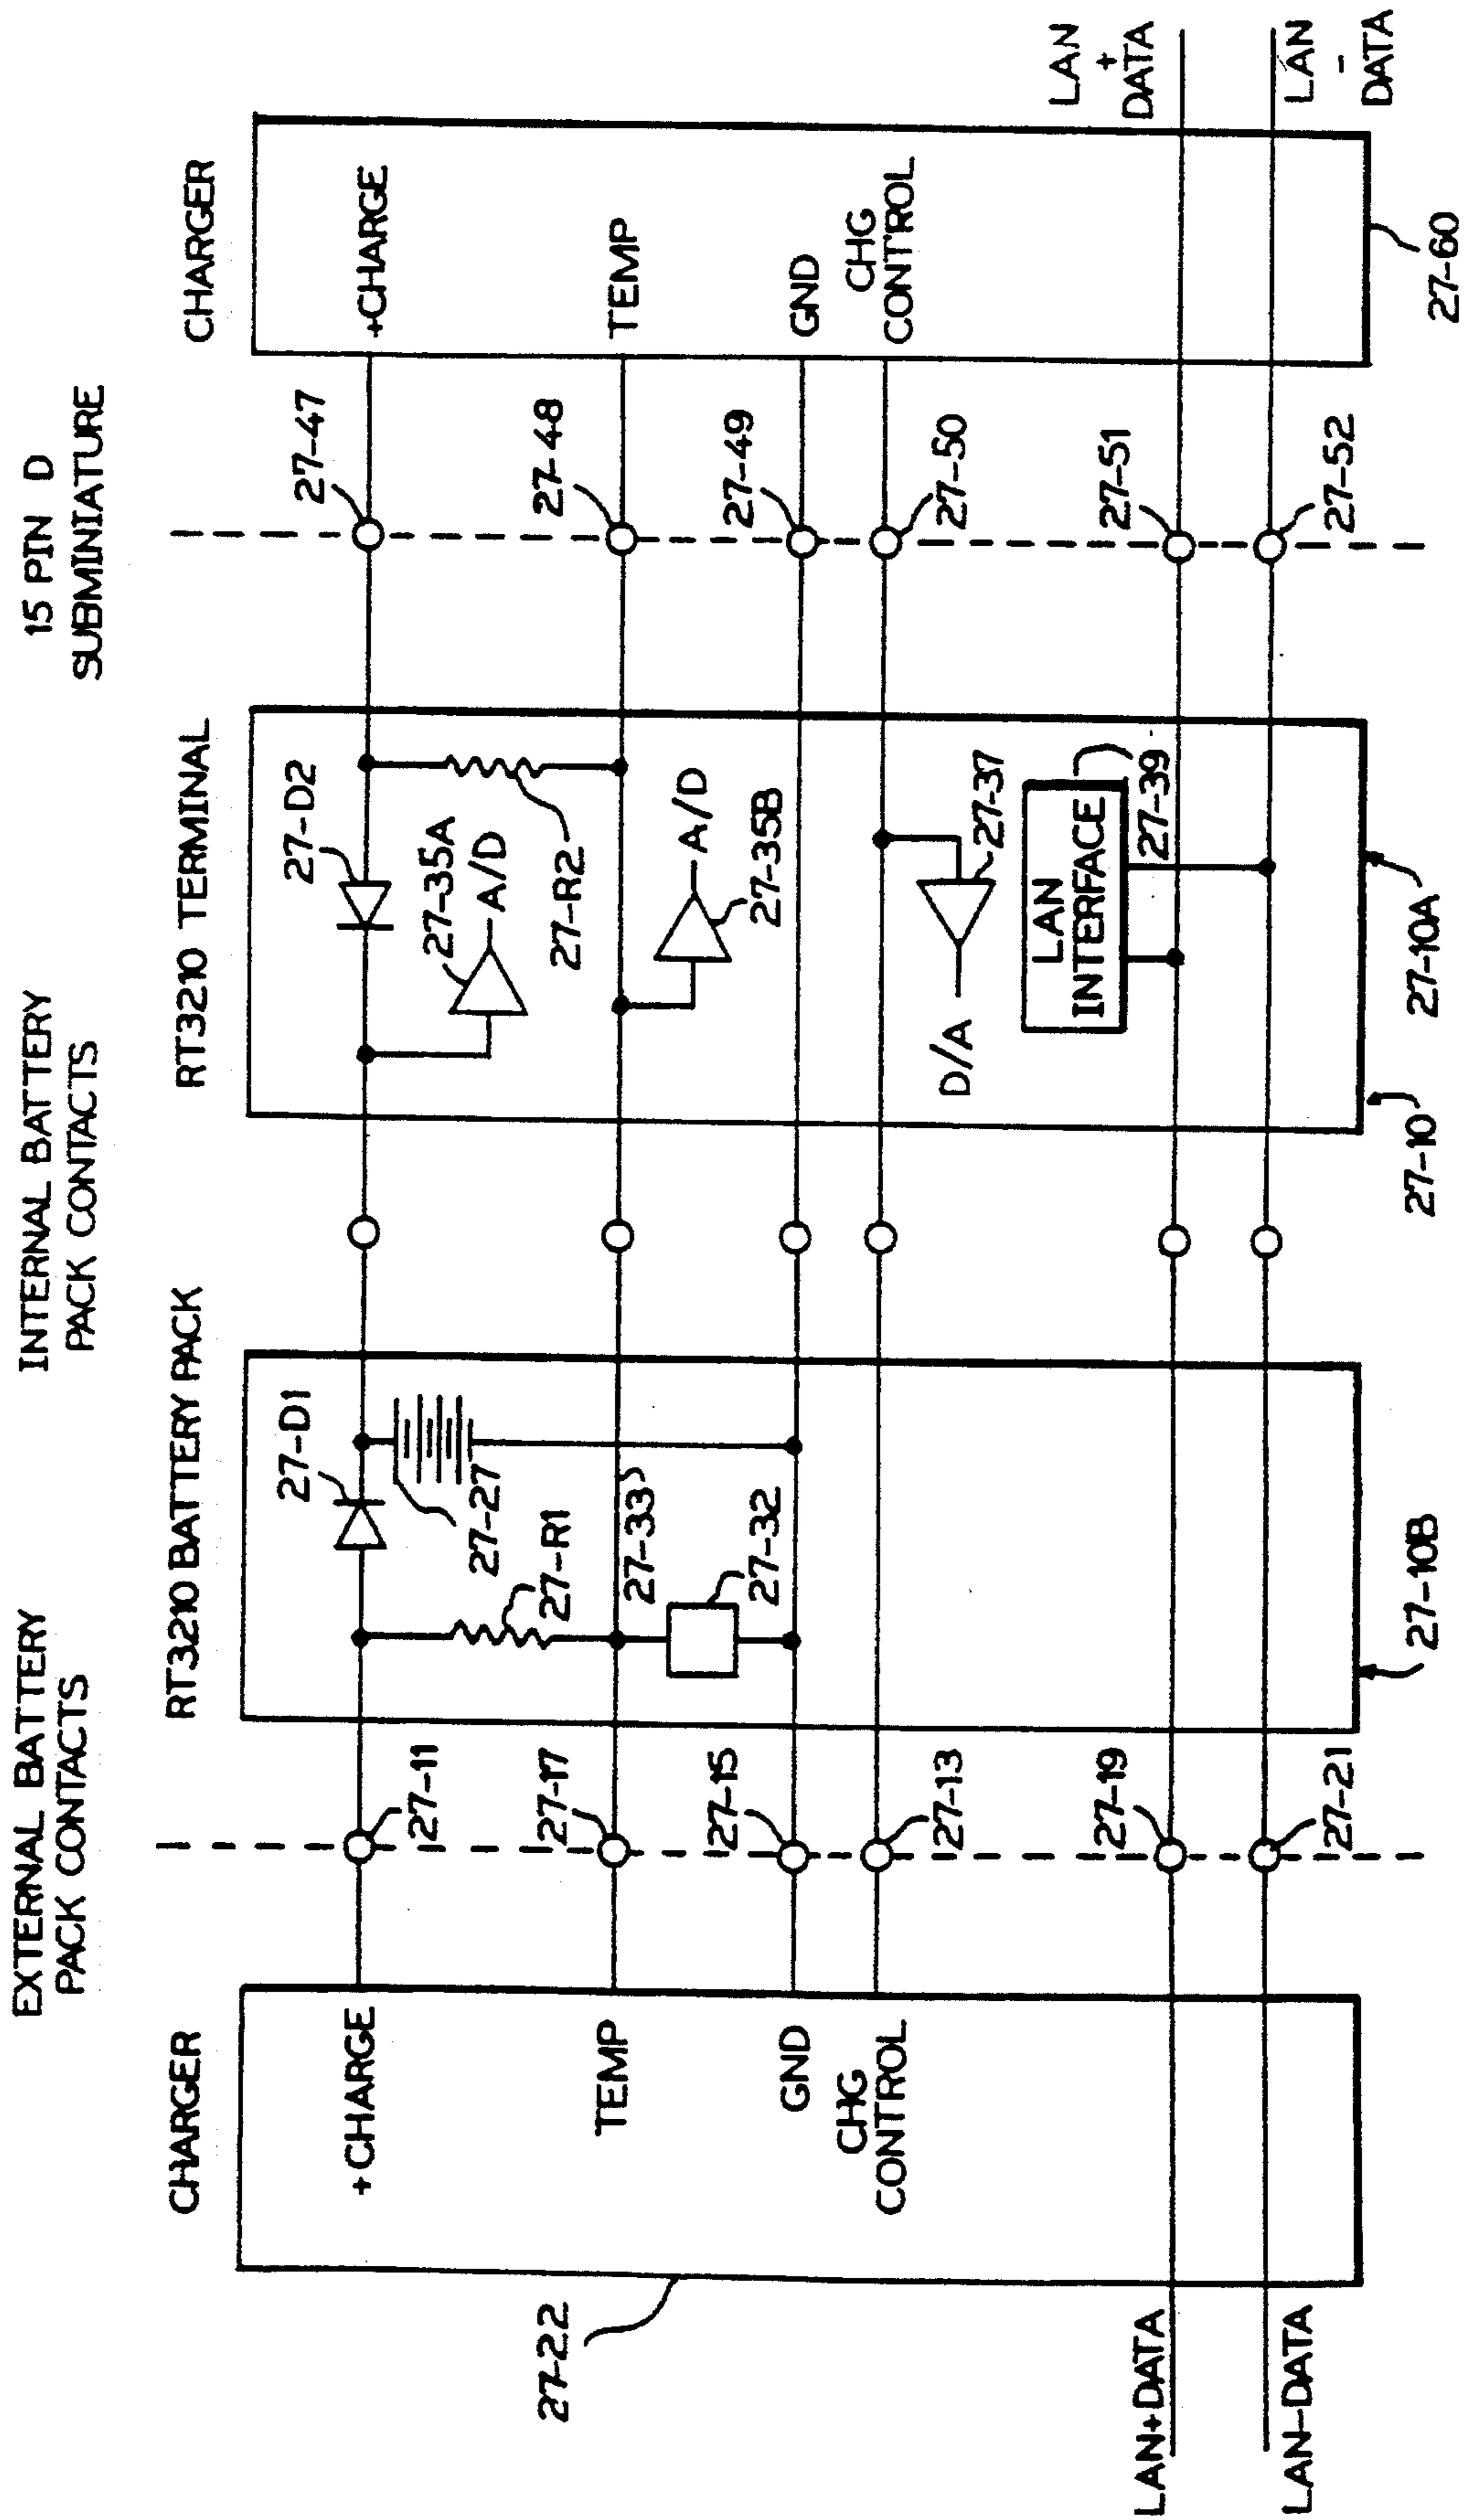 EXTERNAL BATTERY
PACK CONTACTS
INTERNAL BATTERY
PACK CONTACTS
15 PIN D
SUBMINIATURE
CHARGER
RT3210 BATTERY PACK
RT3210 TERMINAL
CHARGER
27-22
+CHARGE
TEMP
GND
CHG
CONTROL
LAN+DATA
LAN-DATA
27-11
27-17
27-15
27-13
27-19
27-21
27-D1
27-27
27-R1
27-33
27-32
27-10B
27-D2
27-35A
A/D
27-R2
A/D
27-35B
27-37
D/A
LAN
INTERFACE
27-39
27-10
27-10A
27-47
27-48
27-49
27-50
27-51
27-52
+CHARGE
TEMP
GND
CHG
CONTROL
27-60
LAN
+
DATA
LAN
-
DATA